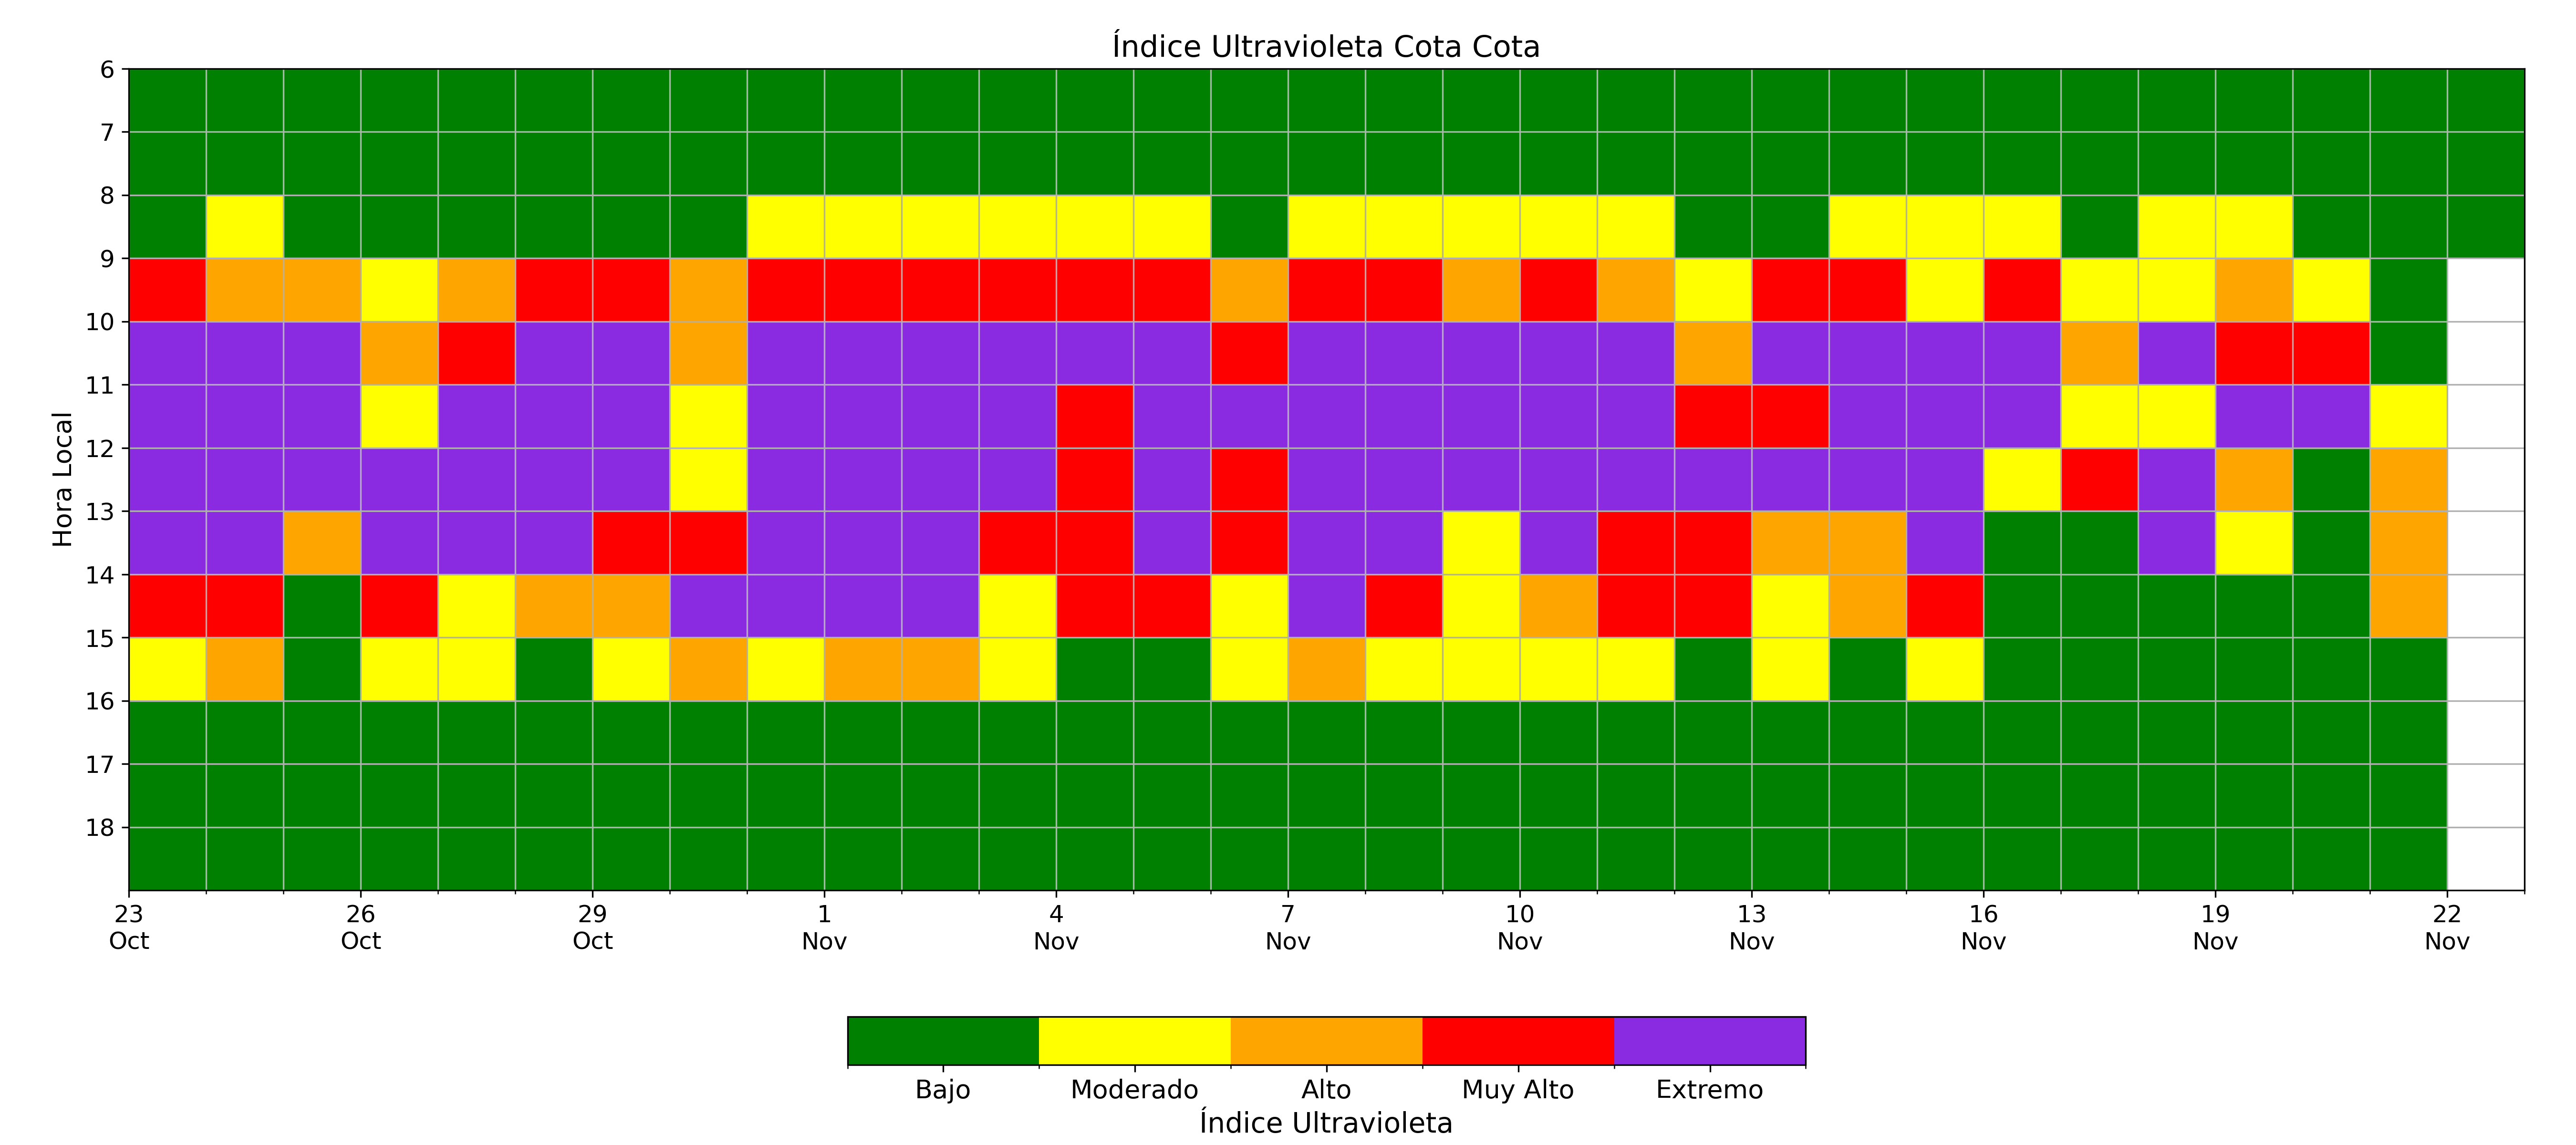 Índice Ultravioleta Cota Cota
Hora Local
6
7
8
9
10
11
12
13
14
15
16
17
18
23 26 29 1 4 7 10 13 16 19 22
Oct Oct Oct Nov Nov Nov Nov Nov Nov Nov Nov
Bajo Moderado Alto Muy Alto Extremo
Índice Ultravioleta